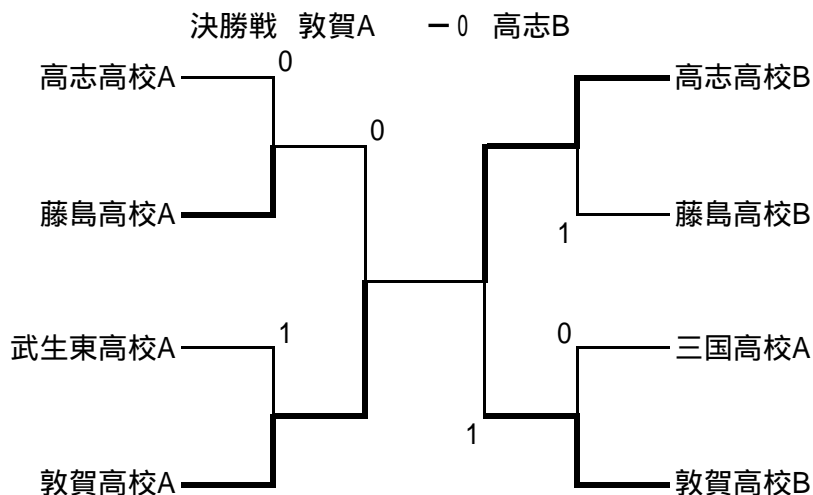 決勝戦 敦賀A ー0 高志B
高志高校A 0 高志高校B
0
藤島高校A 1 藤島高校B
武生東高校A 1 0 三国高校A
1
敦賀高校A 敦賀高校B